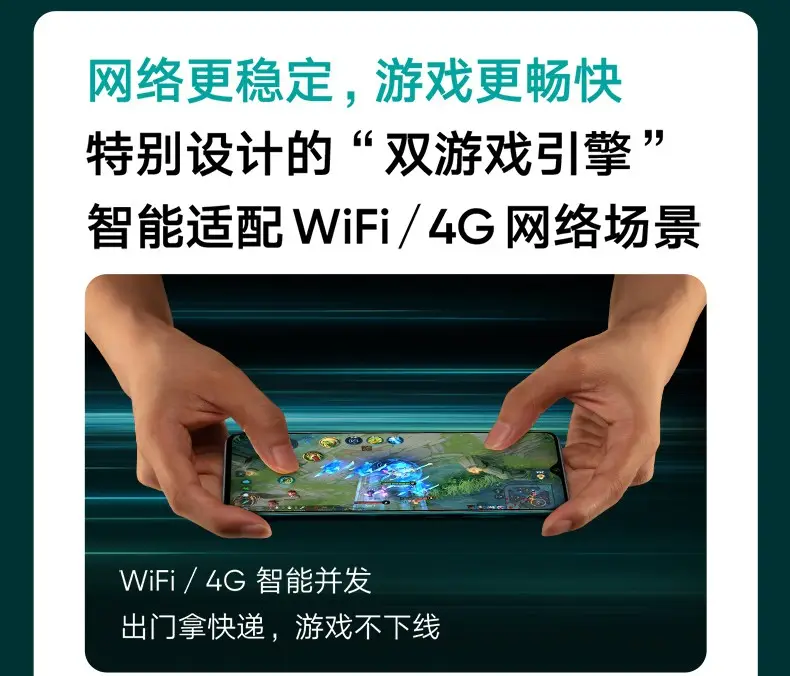 网络更稳定，游戏更畅快
特别设计的“双游戏引擎”
智能适配 WiFi / 4G 网络场景
WiFi / 4G 智能并发
出门拿快递，游戏不下线